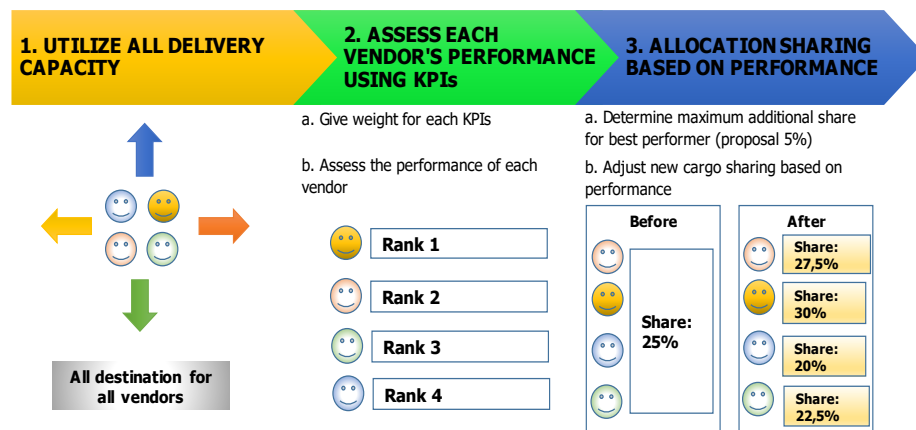 1. UTILIZE ALL DELIVERY
CAPACITY
2. ASSESS EACH
VENDOR'S PERFORMANCE
USING KPIs
3. ALLOCATION SHARING
BASED ON PERFORMANCE
All destination for
all vendors
a. Give weight for each KPIs
b. Assess the performance of each
vendor
Rank 1
Rank 2
Rank 3
Rank 4
a. Determine maximum additional share
for best performer (proposal 5%)
b. Adjust new cargo sharing based on
performance
Before
Share:
25%
After
Share:
27,5%
Share:
30%
Share:
20%
Share:
22,5%